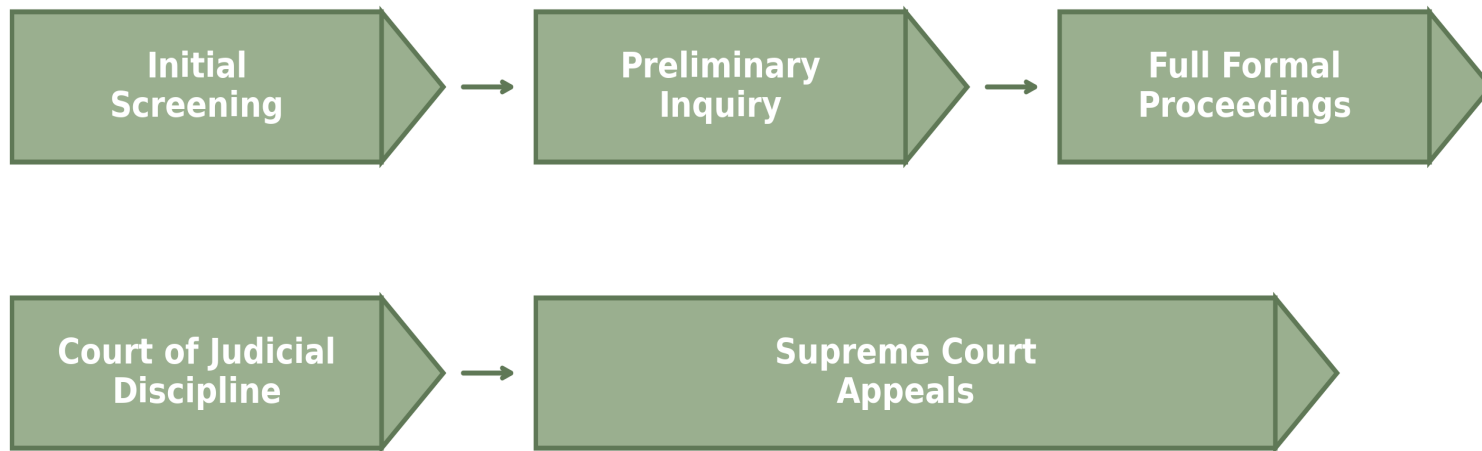 Initial
Screening
Preliminary
Inquiry
Full Formal
Proceedings
Court of Judicial
Discipline
Supreme Court
Appeals